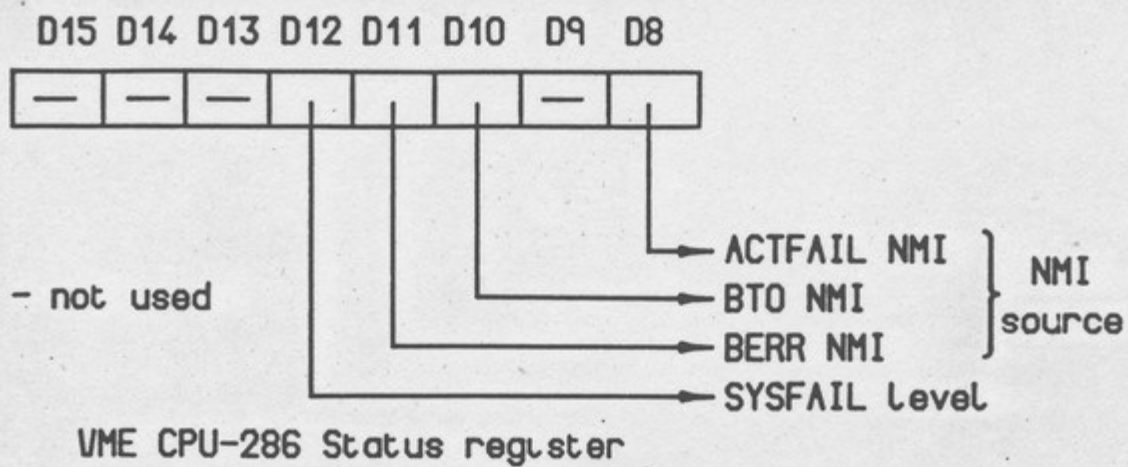 D15 D14 D13 D12 D11 D10 D9 D8
— — — —
ACTFAIL NMI
NMI
- not used
BTO NMI
source
BERR NMI
SYSFAIL level
VME CPU-286 Status register